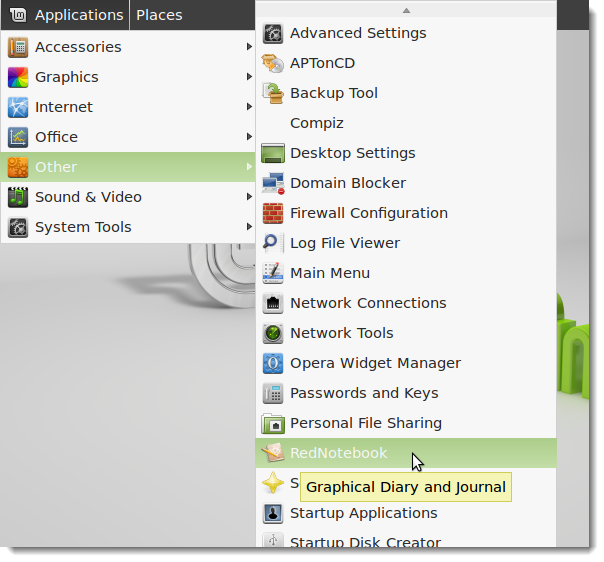 Applications
Places
Accessories
Graphics
Internet
Office
Other
Sound & Video
System Tools
Advanced Settings
APTonCD
Backup Tool
Compiz
Desktop Settings
Domain Blocker
Firewall Configuration
Log File Viewer
Main Menu
Network Connections
Network Tools
Opera Widget Manager
Passwords and Keys
Personal File Sharing
RedNotebook
Graphical Diary and Journal
Startup Applications
Startup Disk Creator